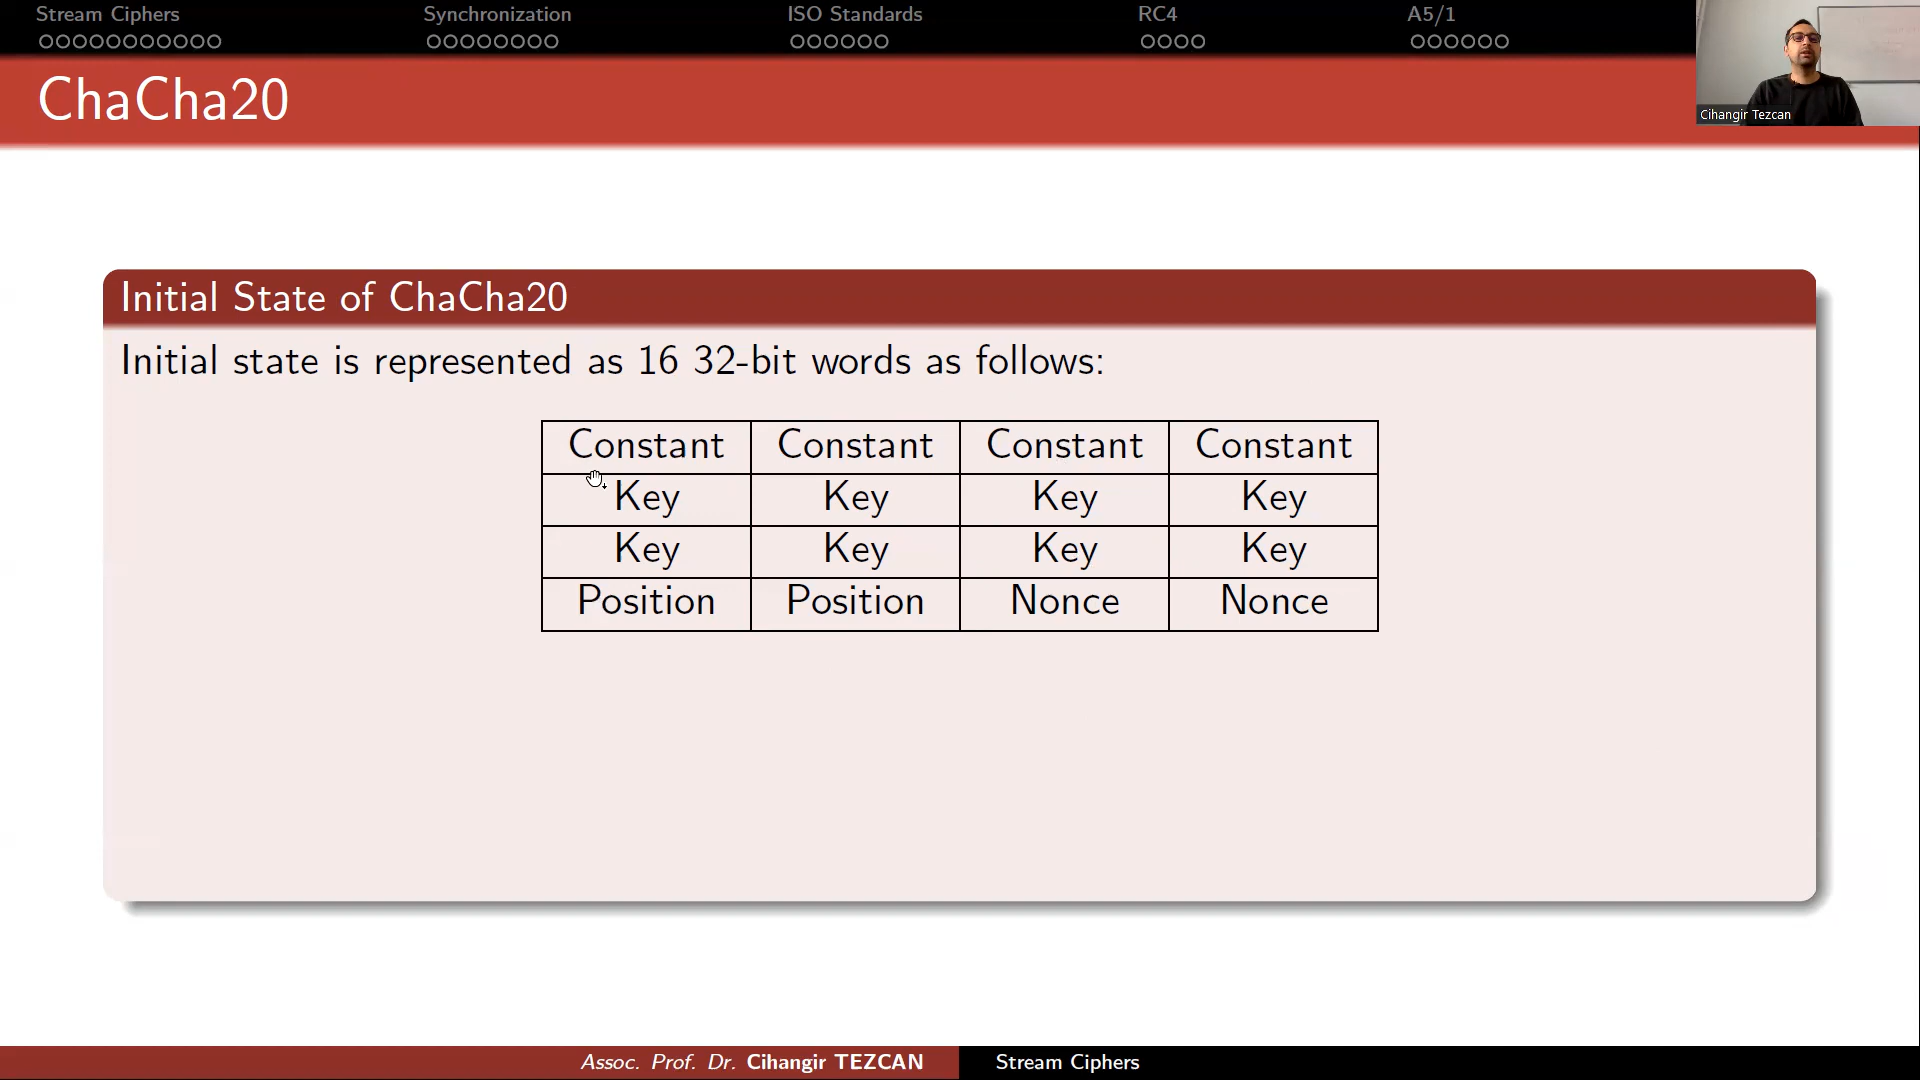 Stream Ciphers Synchronization ISO Standards RC4 A5/1
ChaCha20
Cihangir Tezcan
Initial State of ChaCha20
Initial state is represented as 16 32-bit words as follows:
Constant Constant Constant Constant
Key Key Key Key
Key Key Key Key
Position Position Nonce Nonce
Assoc. Prof. Dr. Cihangir TEZCAN Stream Ciphers